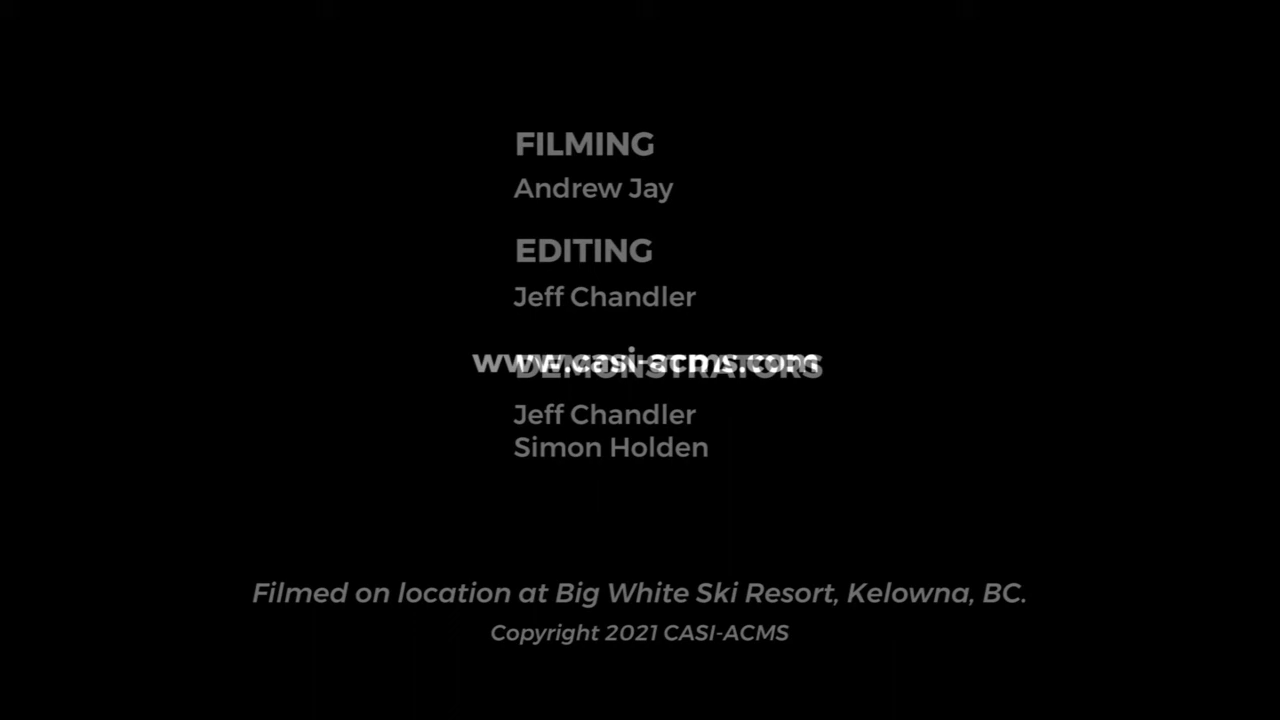 FILMING
Andrew Jay
EDITING
Jeff Chandler
www.casi-acms.com
DEMONSTRATORS
Jeff Chandler
Simon Holden
Filmed on location at Big White Ski Resort, Kelowna, BC.
Copyright 2021 CASI-ACMS